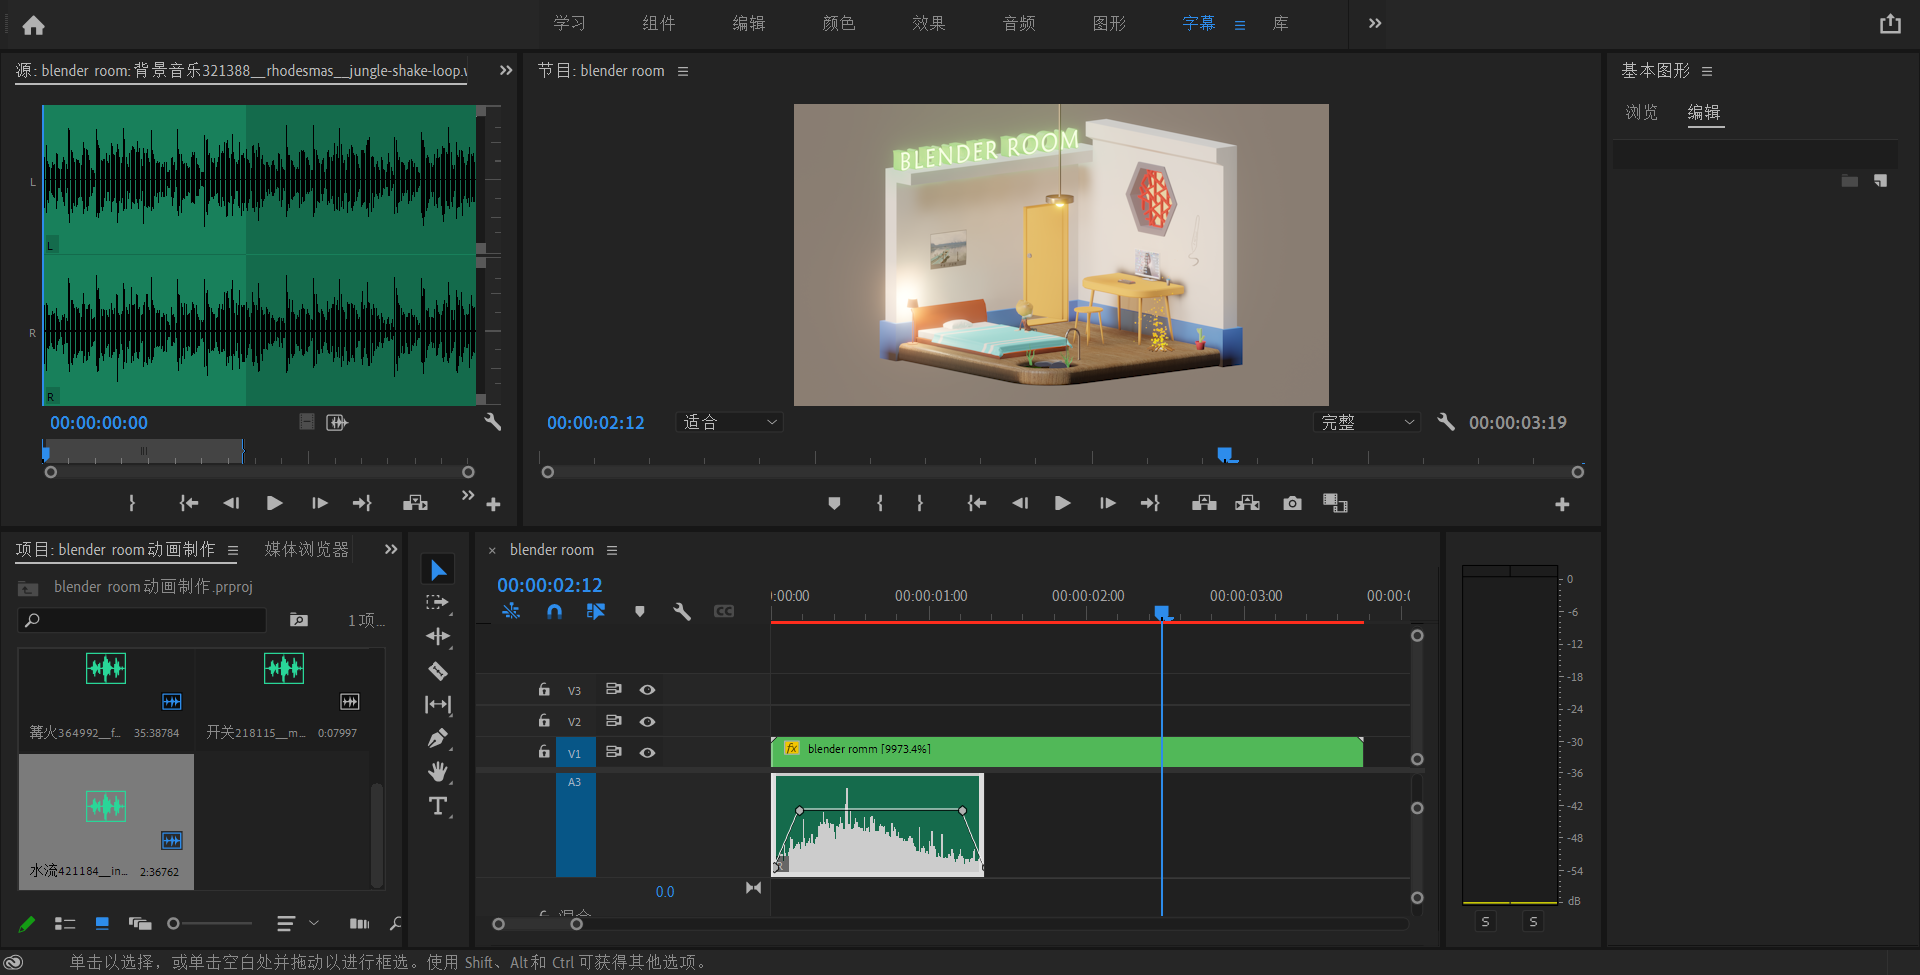 学习 组件 编辑 颜色 效果 音频 图形 字幕 库
源: blender room: 背景音乐321388__rhodesmas__jungle-shake-loop.
节目: blender room
基本图形
浏览 编辑
L
L
R
R
BLENDER ROOM
00:00:00:00
00:00:02:12
适合
完整
00:00:03:19
项目: blender room动画制作
媒体浏览器
blender room动画制作.prproj
1 项...
篝火364992__f... 35:38784
开关218115__m... 0:07997
水流421184__in... 2:36762
× blender room
00:00:02:12
:00:00 00:00:01:00 00:00:02:00 00:00:03:00 00:00:0
V3
V2
V1
fx blender romm [9973.4%]
A3
0.0
混合
0
-6
-12
-18
-24
-30
-36
-42
-48
-54
dB
S S
单击以选择，或单击空白处并拖动以进行框选。使用 Shift、Alt 和 Ctrl 可获得其他选项。